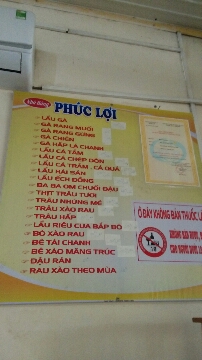 PHÚC LỢI
LẨU GÀ
GÀ RANG MUỐI
GÀ RANG GỪNG
GÀ CHIÊN
GÀ HẤP LÁ CHANH
LẨU CÁ TẦM
LẨU CÁ CHÉP DÒN
LẨU CÁ TRẮM , CÁ QUẢ
LẨU HẢI SẢN
LẨU ẾCH ĐỒNG
BA BA OM CHUỐI ĐẬU
THỊT TRÂU TƯƠI
TRÂU NHÚNG MẺ
TRÂU XÀO RAU
TRÂU HẤP
LẨU RIÊU CUA BẮP BÒ
BÒ XÀO RAU
BÊ TÁI CHANH
BÊ XÀO MĂNG TRÚC
ĐẬU RÁN
RAU XÀO THEO MÙA
Ở ĐÂY KHÔNG BÁN THUỐC LÁ